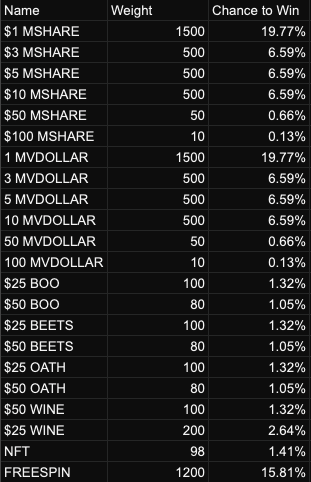 Name Weight Chance to Win
$1 MSHARE 1500 19.77%
$3 MSHARE 500 6.59%
$5 MSHARE 500 6.59%
$10 MSHARE 500 6.59%
$50 MSHARE 50 0.66%
$100 MSHARE 10 0.13%
1 MVDOLLAR 1500 19.77%
3 MVDOLLAR 500 6.59%
5 MVDOLLAR 500 6.59%
10 MVDOLLAR 500 6.59%
50 MVDOLLAR 50 0.66%
100 MVDOLLAR 10 0.13%
$25 BOO 100 1.32%
$50 BOO 80 1.05%
$25 BEETS 100 1.32%
$50 BEETS 80 1.05%
$25 OATH 100 1.32%
$50 OATH 80 1.05%
$50 WINE 100 1.32%
$25 WINE 200 2.64%
NFT 98 1.41%
FREESPIN 1200 15.81%